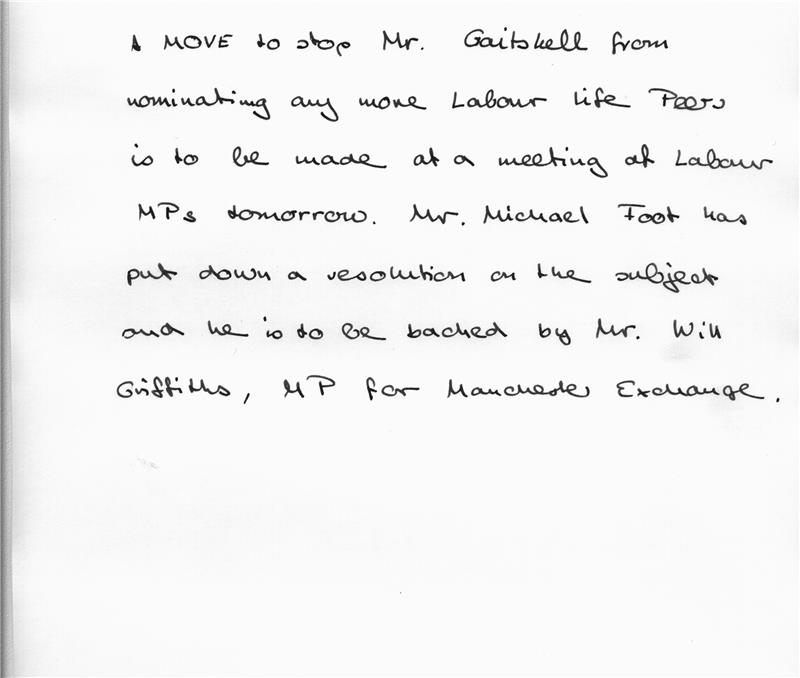 A MOVE to stop Mr. Gaitskell from
nominating any more Labour Life Peers
is to be made at a meeting of Labour
MPs tomorrow. Mr. Michael Foot has
put down a resolution on the subject
and he is to be backed by Mr. Will
Griffiths, MP for Manchester Exchange.